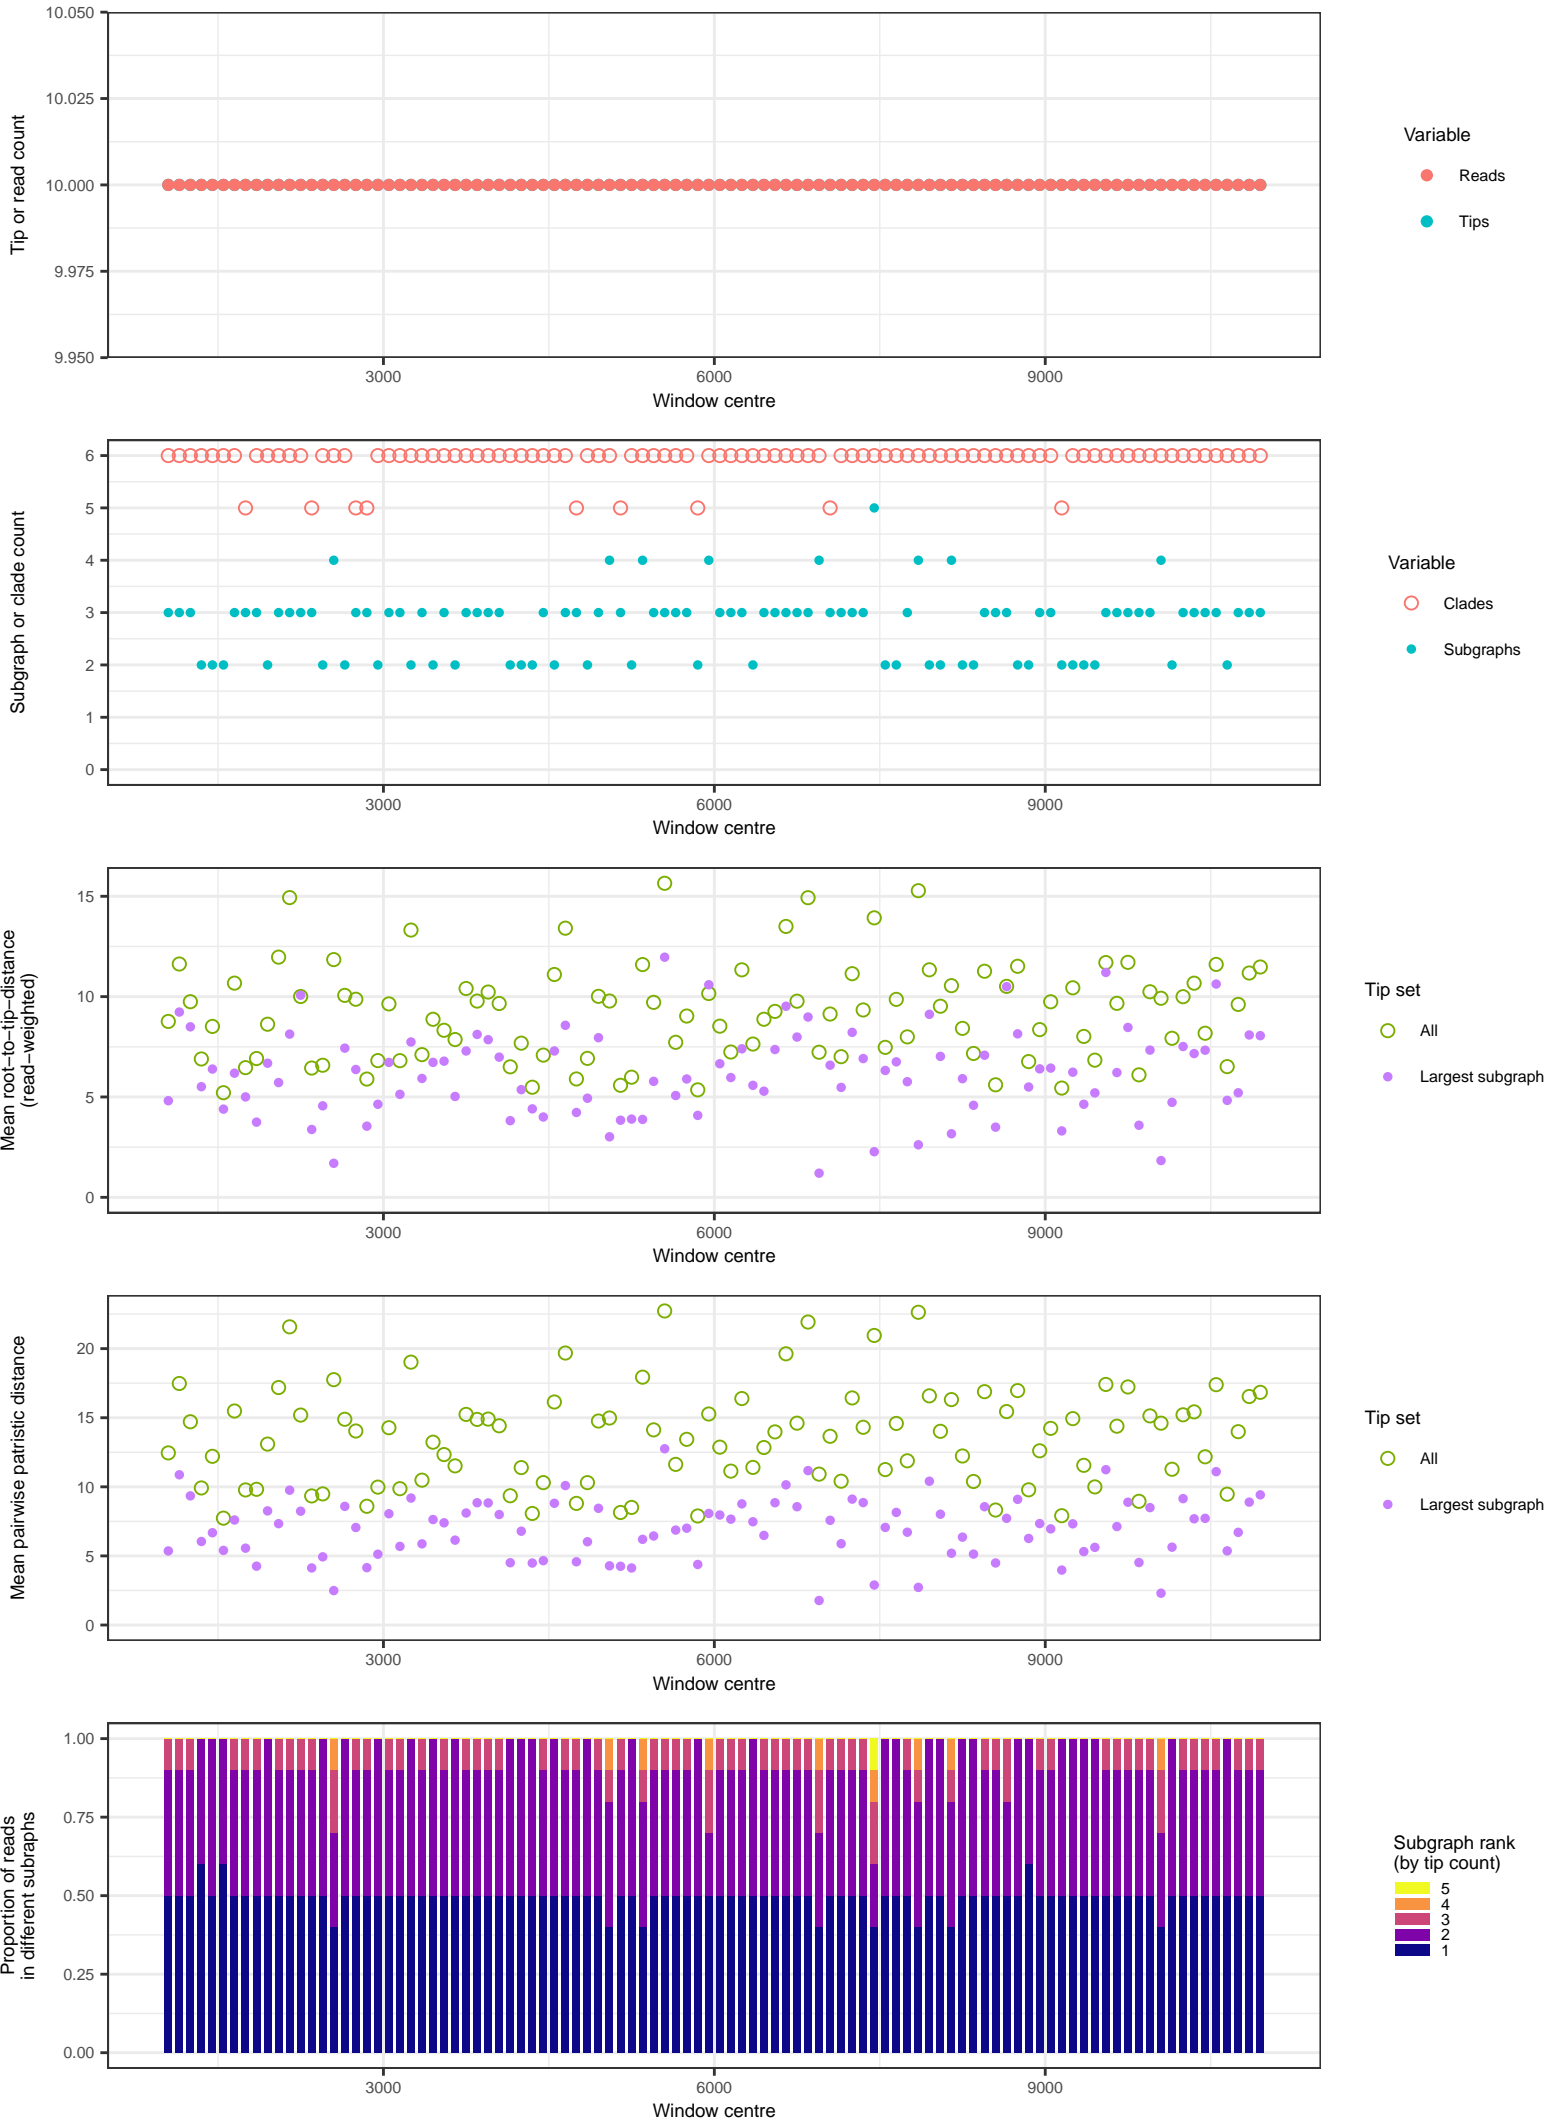 10.050
10.025
10.000
9.975
9.950
Tip or read count
3000 6000 9000
Window centre
Variable
Reads
Tips
6
5
4
3
2
1
0
Subgraph or clade count
3000 6000 9000
Window centre
Variable
Clades
Subgraphs
15
10
5
0
Mean root−to−tip−distance
(read−weighted)
3000 6000 9000
Window centre
Tip set
All
Largest subgraph
20
15
10
5
0
Mean pairwise patristic distance
3000 6000 9000
Window centre
Tip set
All
Largest subgraph
1.00
0.75
0.50
0.25
0.00
Proportion of reads
in different subraphs
3000 6000 9000
Window centre
Subgraph rank
(by tip count)
5
4
3
2
1